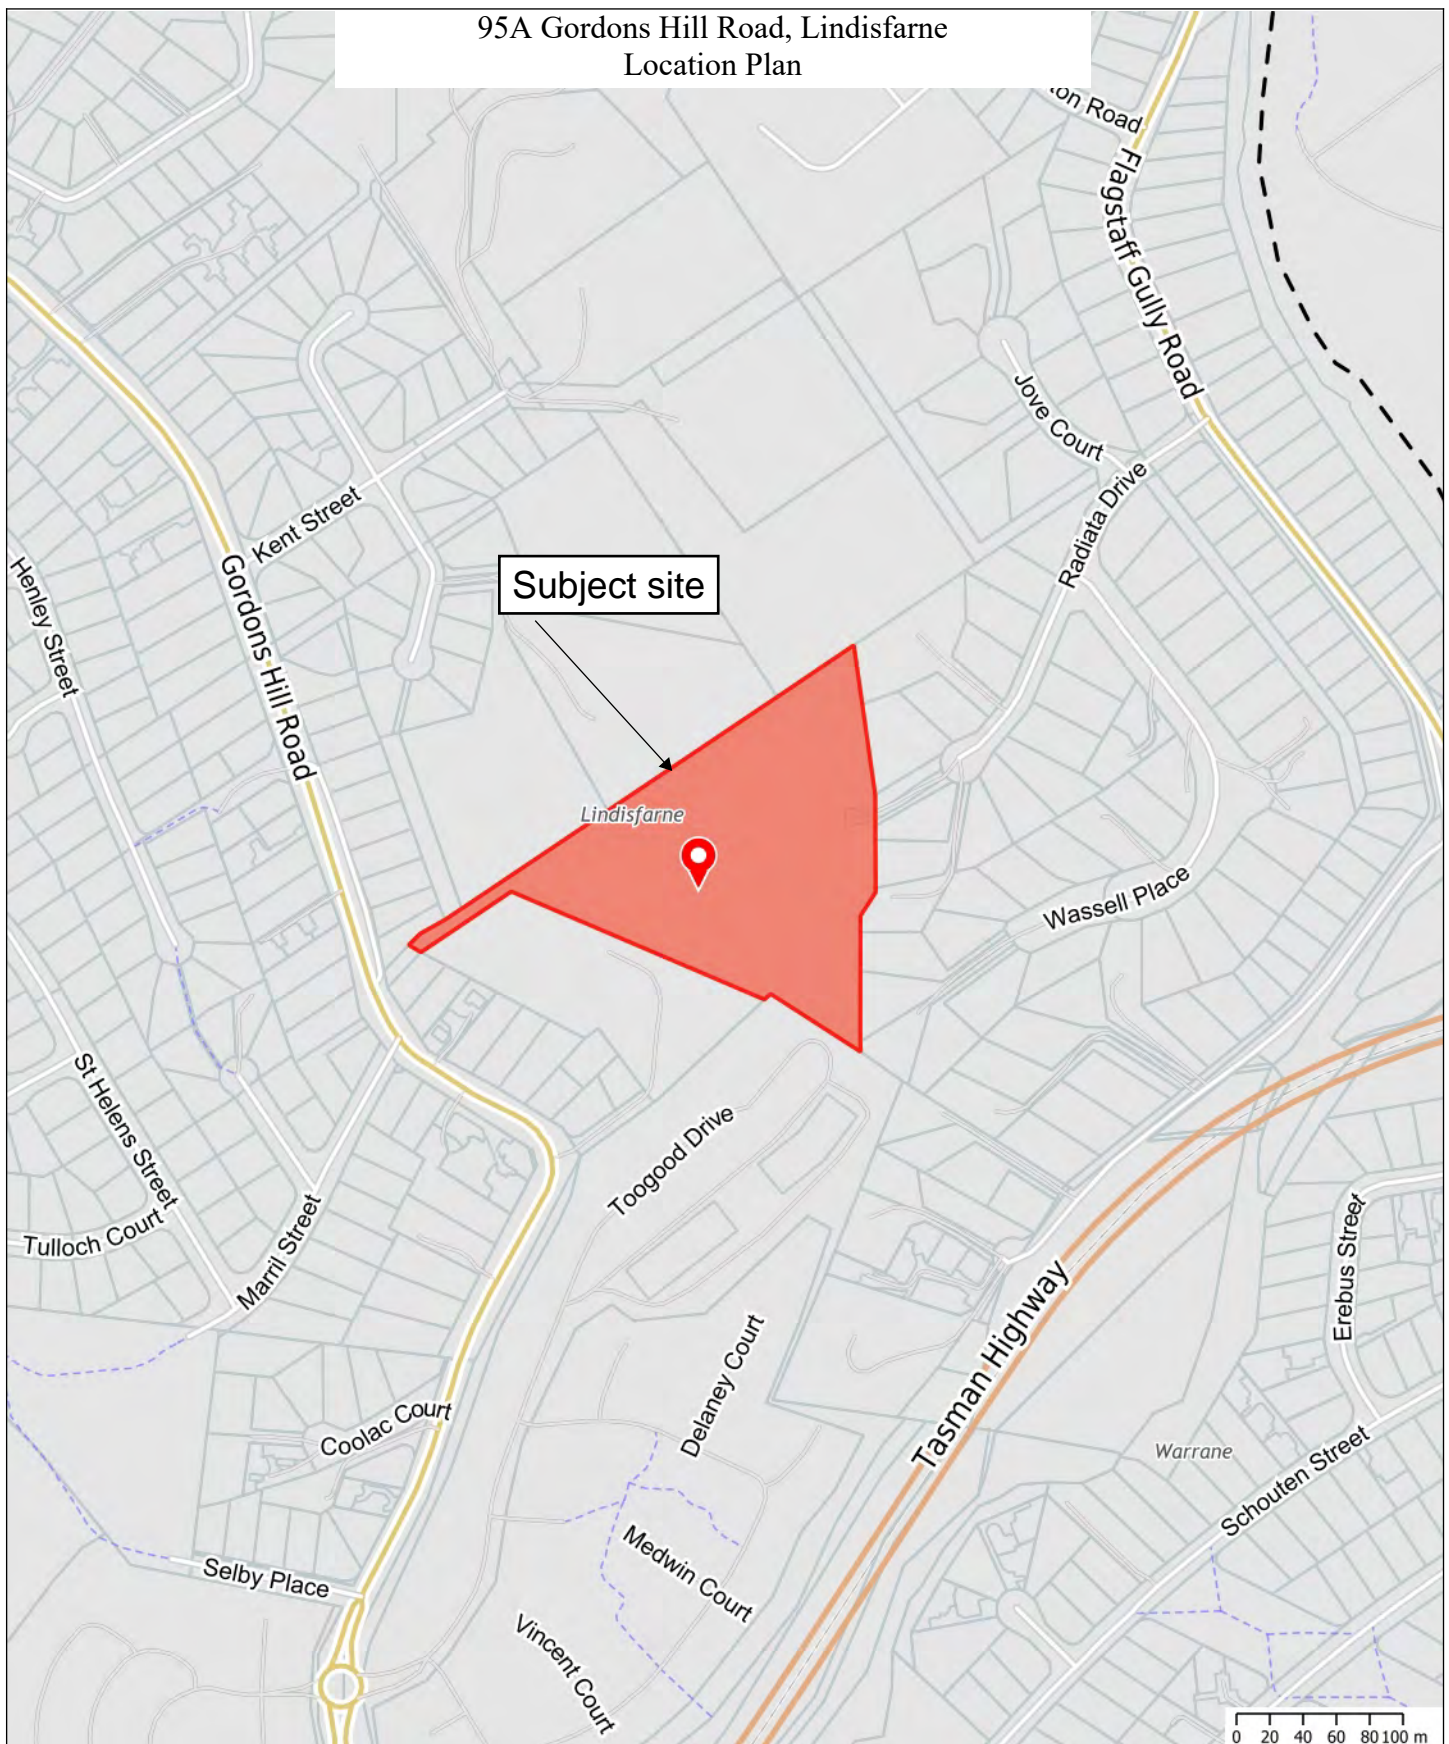 95A Gordons Hill Road, Lindisfarne
Location Plan
Road
Flagstaff Gully Road
Jove Court
Radiata Drive
Kent Street
Gordons Hill Road
Henley Street
Subject site
Lindisfarne
Wassell Place
St Helens Street
Toogood Drive
Tulloch Court
Marril Street
Erebus Street
Tasman Highway
Delaney Court
Coolac Court
Warrane
Schouten Street
Medwin Court
Selby Place
Vincent Court
0 20 40 60 80 100 m